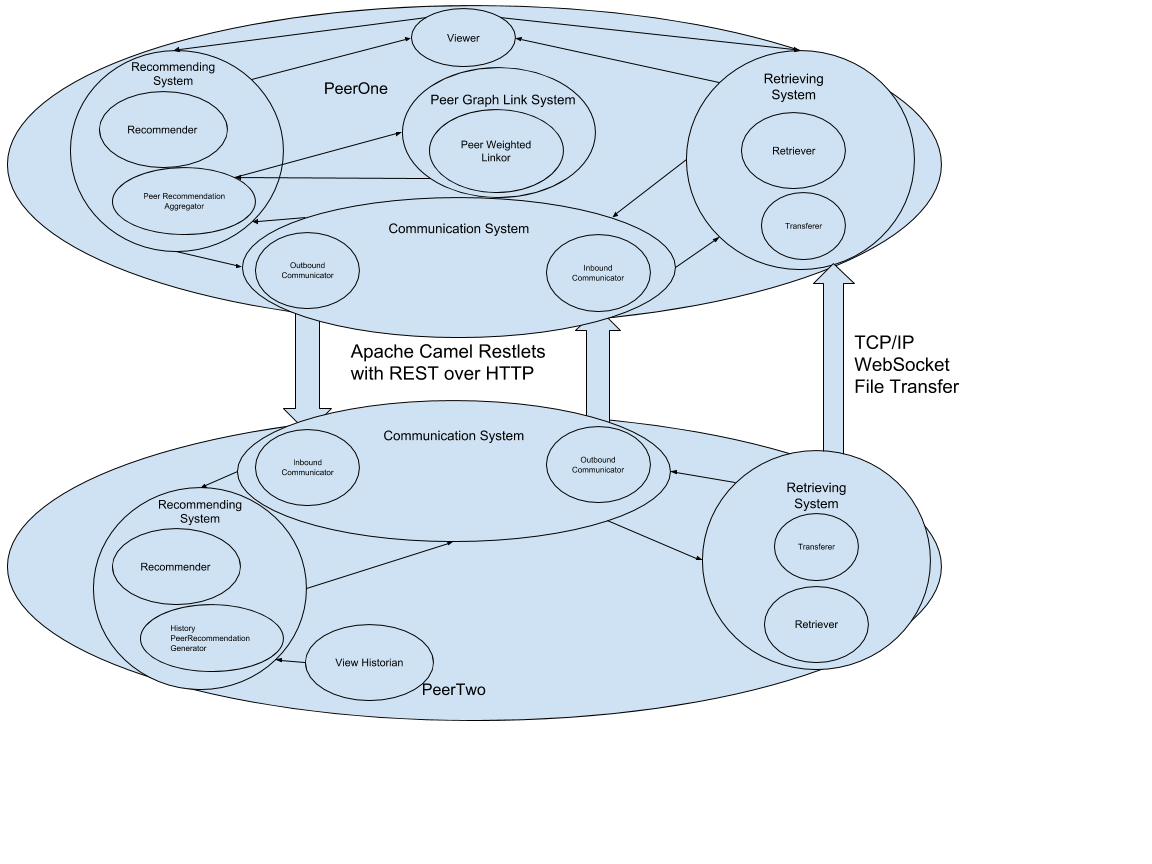 Viewer
Recommending
System
PeerOne
Retrieving
System
Peer Graph Link System
Recommender
Peer Weighted
Linkor
Retriever
Peer Recommendation
Aggregator
Transferer
Communication System
Outbound
Communicator
Inbound
Communicator
Apache Camel Restlets
with REST over HTTP
TCP/IP
WebSocket
File Transfer
Communication System
Inbound
Communicator
Outbound
Communicator
Recommending
System
Retrieving
System
Recommender
Transferer
History
PeerRecommendation
Generator
Retriever
View Historian
PeerTwo